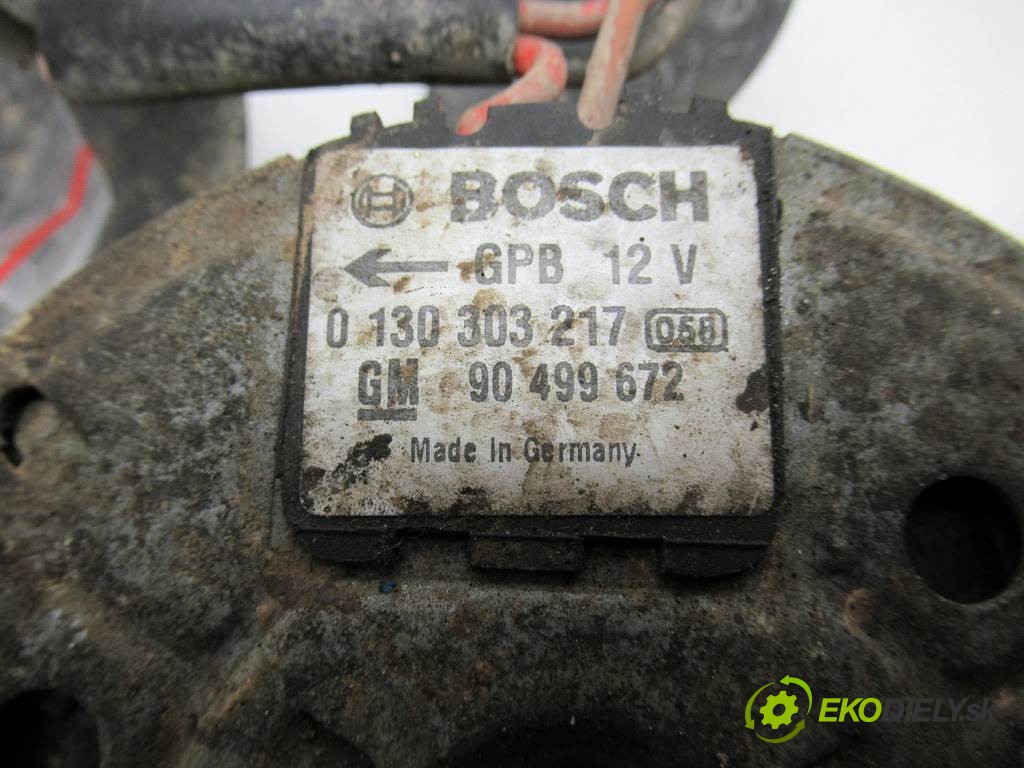 BOSCH
GPB 12 V
0 130 303 217 058
GM 90 499 672
Made In Germany
EKODIELY.sk